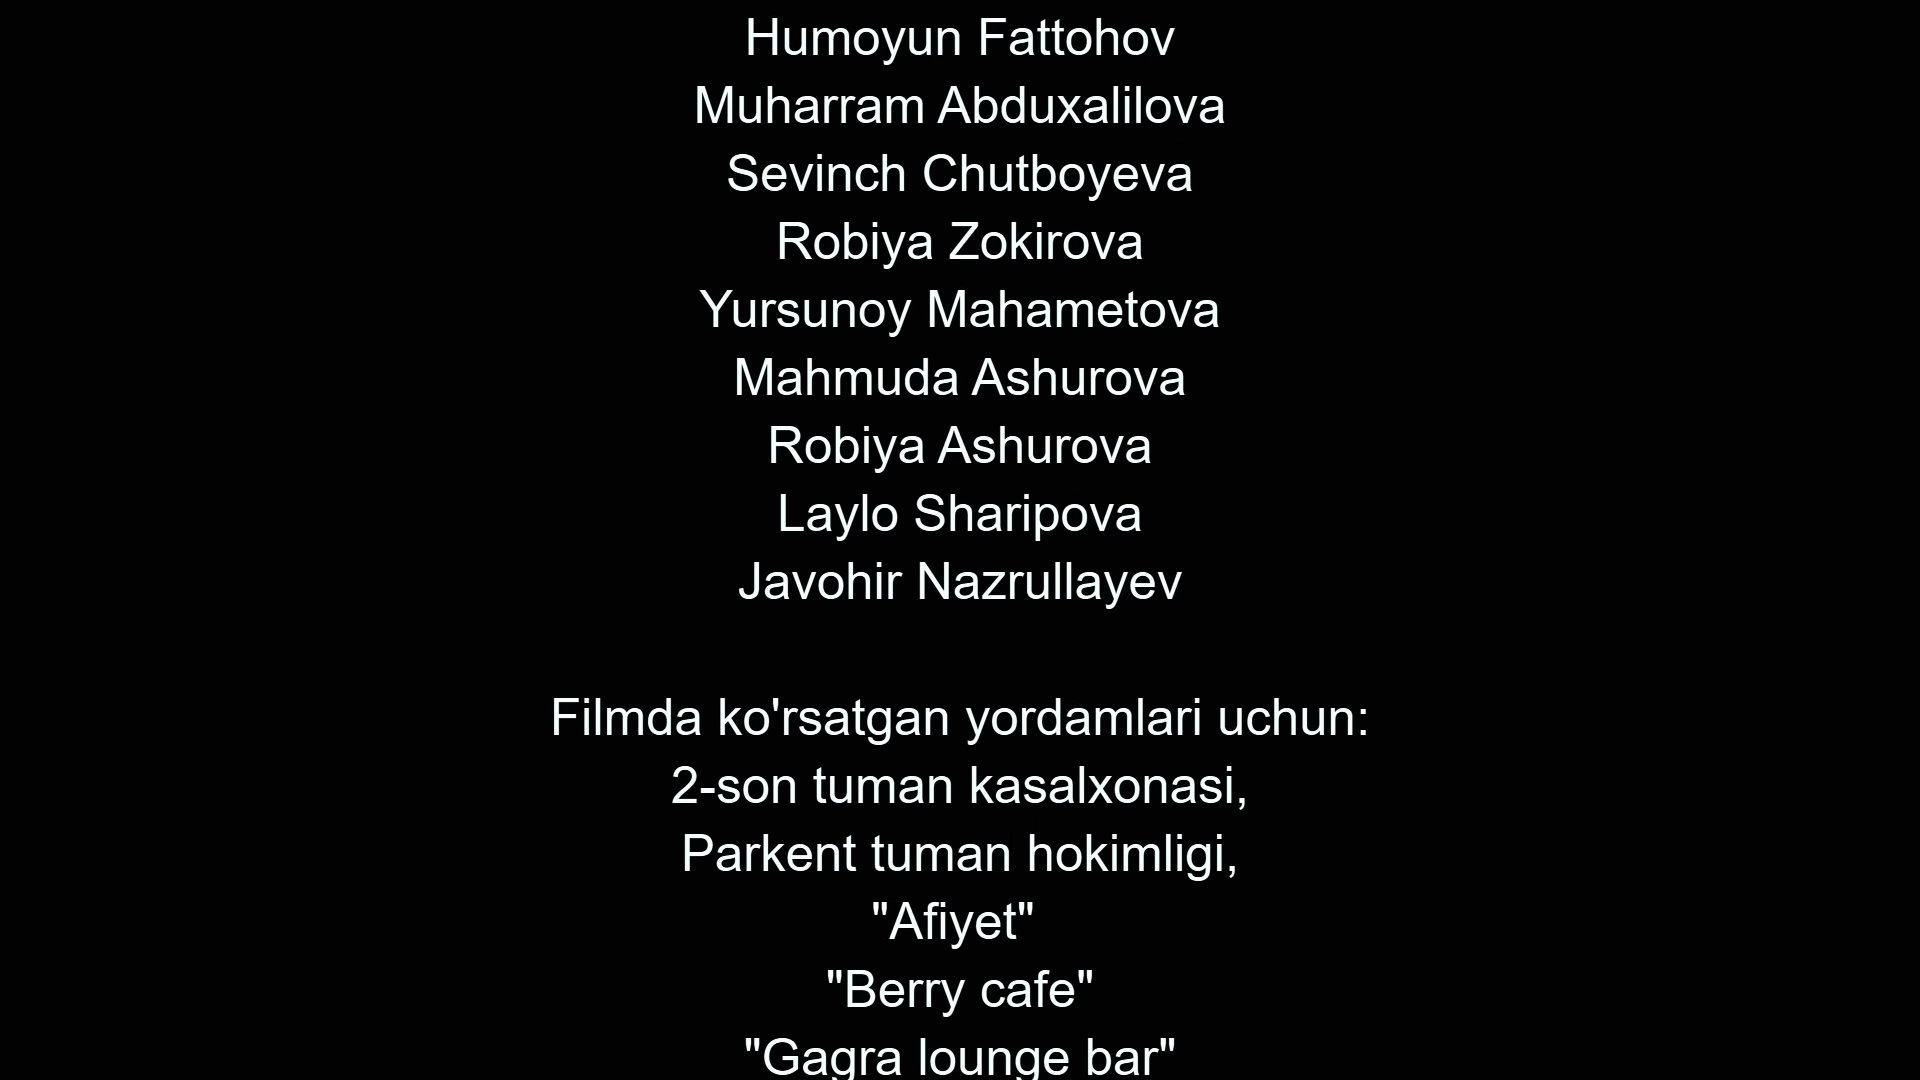 Humoyun Fattohov
Muharram Abduxalilova
Sevinch Chutboyeva
Robiya Zokirova
Yursunoy Mahametova
Mahmuda Ashurova
Robiya Ashurova
Laylo Sharipova
Javohir Nazrullayev
Filmda ko'rsatgan yordamlari uchun:
2-son tuman kasalxonasi,
Parkent tuman hokimligi,
"Afiyet"
"Berry cafe"
"Gagra lounge bar"